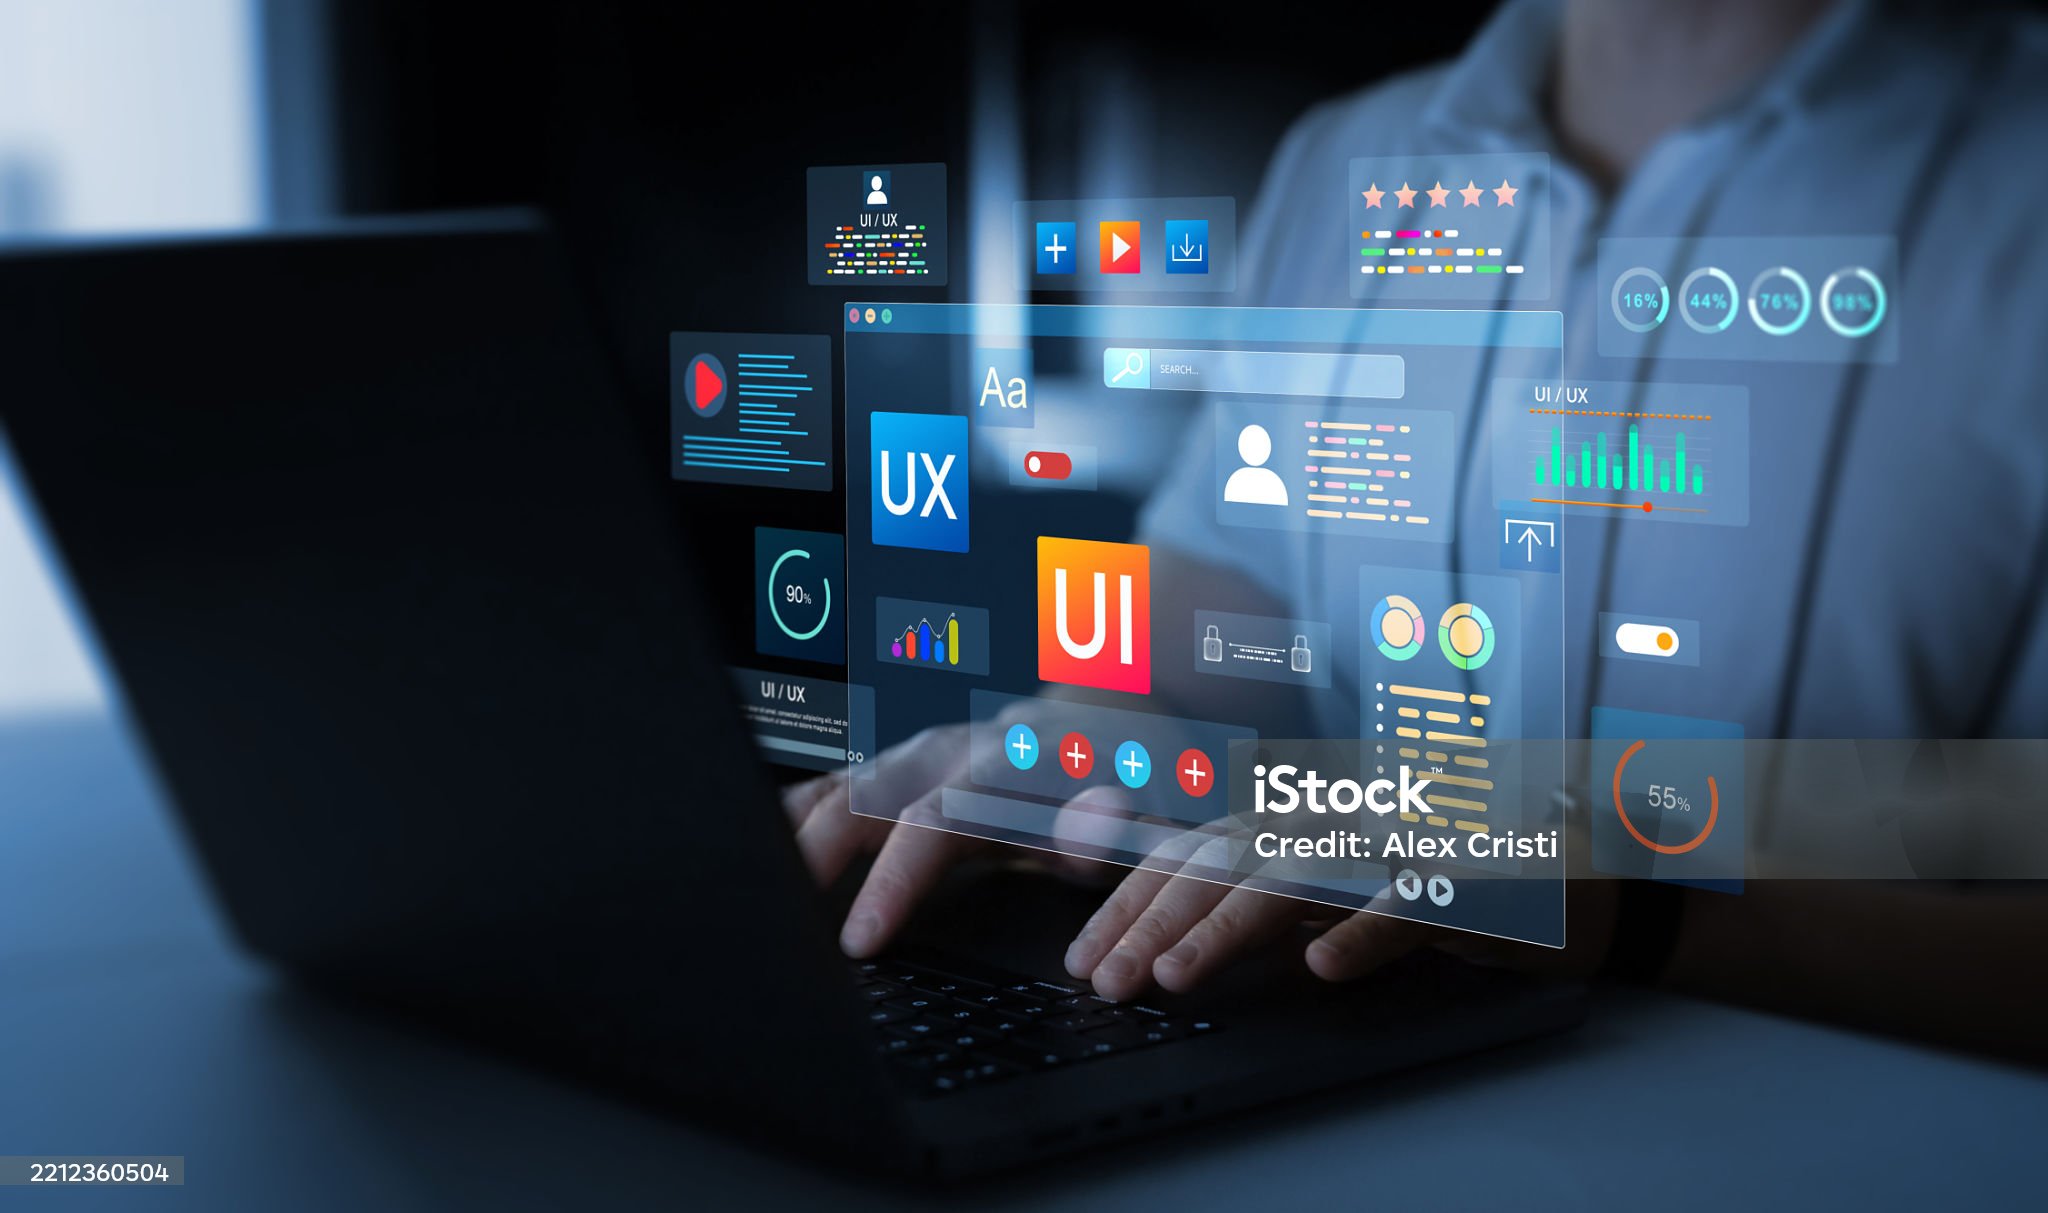 UI / UX
16%
44%
76%
98%
SEARCH...
Aa
UI / UX
UX
UI
90%
UI / UX
55%
iStock™
Credit: Alex Cristi
2212360504